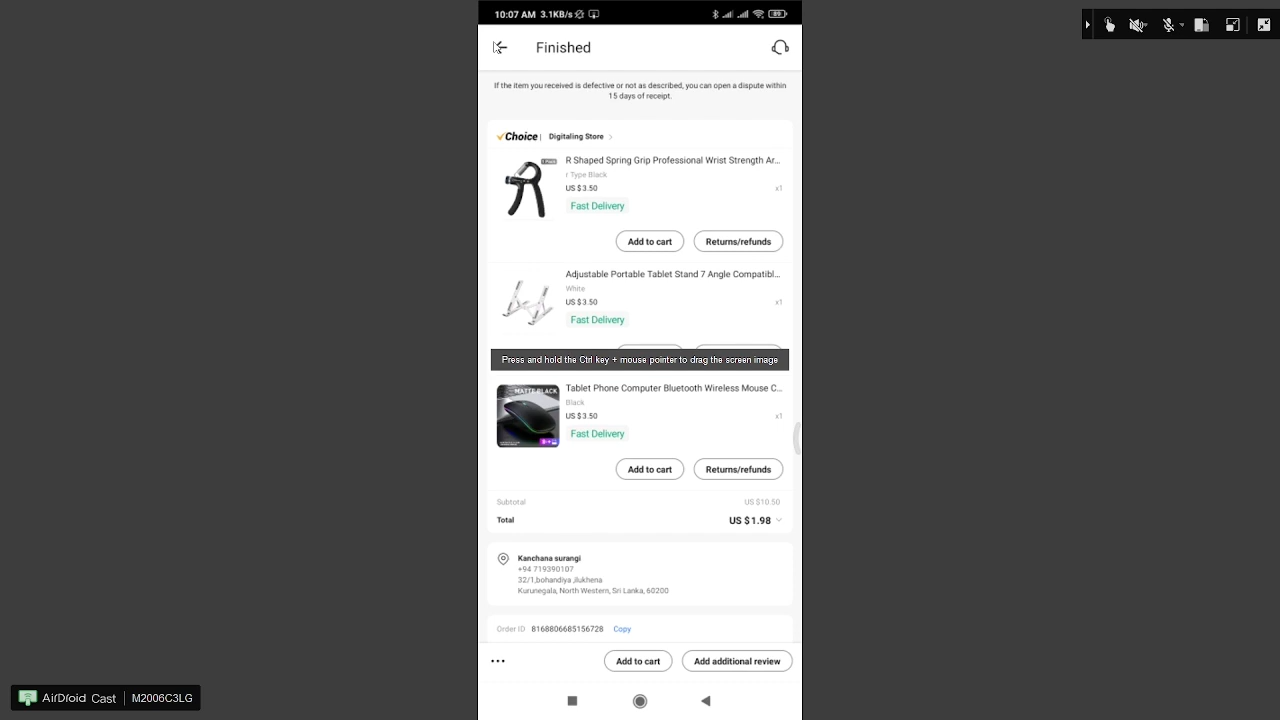 10:07 AM 3.1KB/s
89
Finished
If the item you received is defective or not as described, you can open a dispute within
15 days of receipt.
Choice | Digitaling Store >
R Shaped Spring Grip Professional Wrist Strength Ar...
r Type Black
US $3.50 x1
Fast Delivery
Add to cart Returns/refunds
Adjustable Portable Tablet Stand 7 Angle Compatibl...
White
US $3.50 x1
Fast Delivery
Press and hold the Ctrl key + mouse pointer to drag the screen image
MATTE BLACK
Tablet Phone Computer Bluetooth Wireless Mouse C...
Black
US $3.50 x1
Fast Delivery
Add to cart Returns/refunds
Subtotal US $10.50
Total US $1.98
Kanchana surangi
+94 719390107
32/1,bohandiya ,ilukhena
Kurunegala, North Western, Sri Lanka, 60200
Order ID 8168806685156728 Copy
Add to cart Add additional review
AirDroid Cast | M2006C3LG